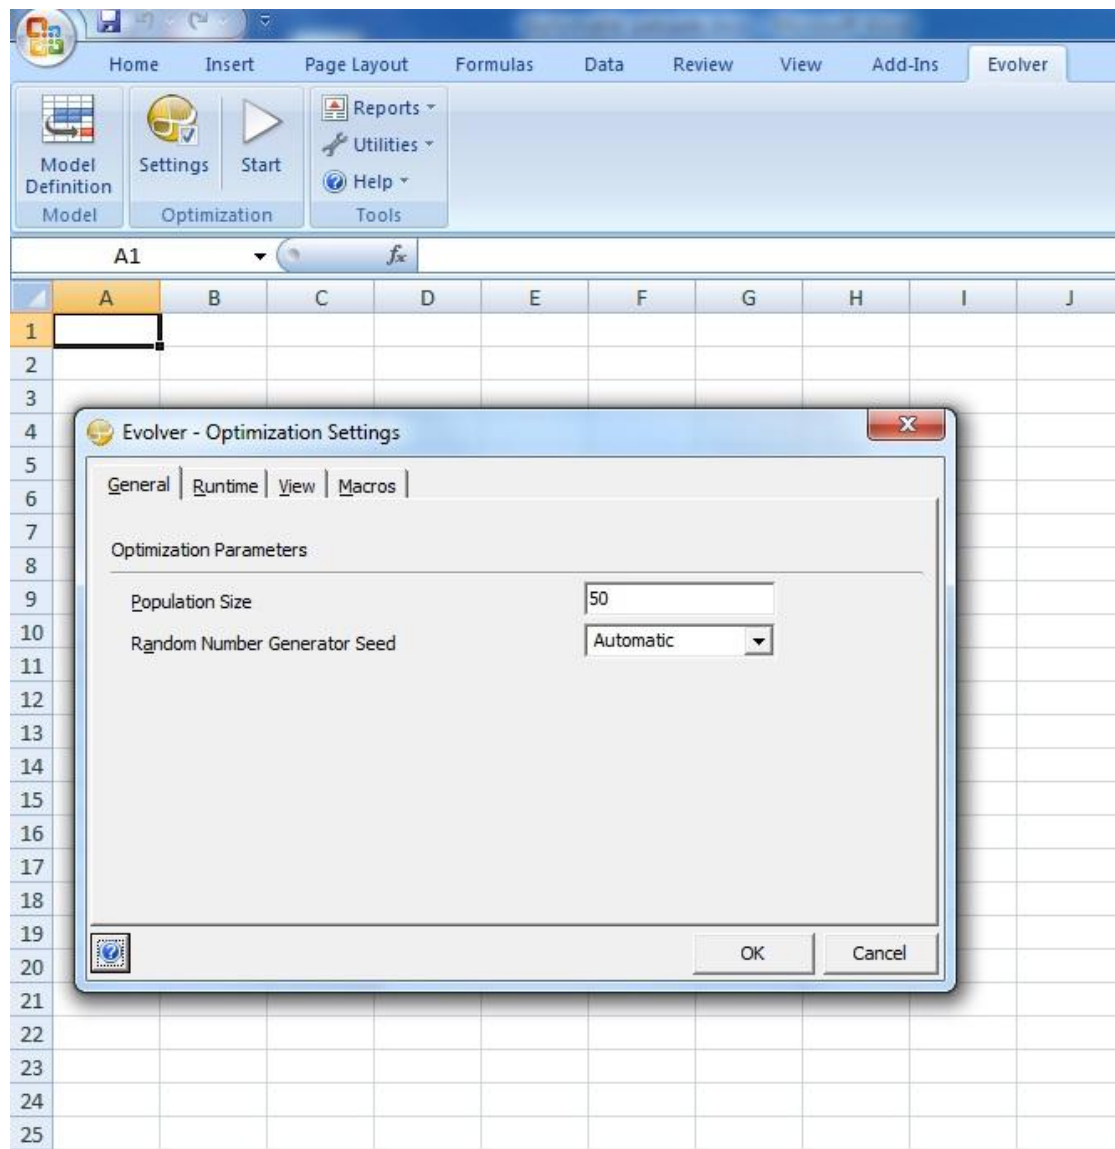 Home Insert Page Layout Formulas Data Review View Add-Ins Evolver
Model Definition
Settings
Start
Reports
Utilities
Help
Model Optimization Tools
A1 fx
A B C D E F G H I J
1
2
3
4
5
6
7
8
9
10
11
12
13
14
15
16
17
18
19
20
21
22
23
24
25
Evolver - Optimization Settings X
General Runtime View Macros
Optimization Parameters
Population Size 50
Random Number Generator Seed Automatic
OK Cancel